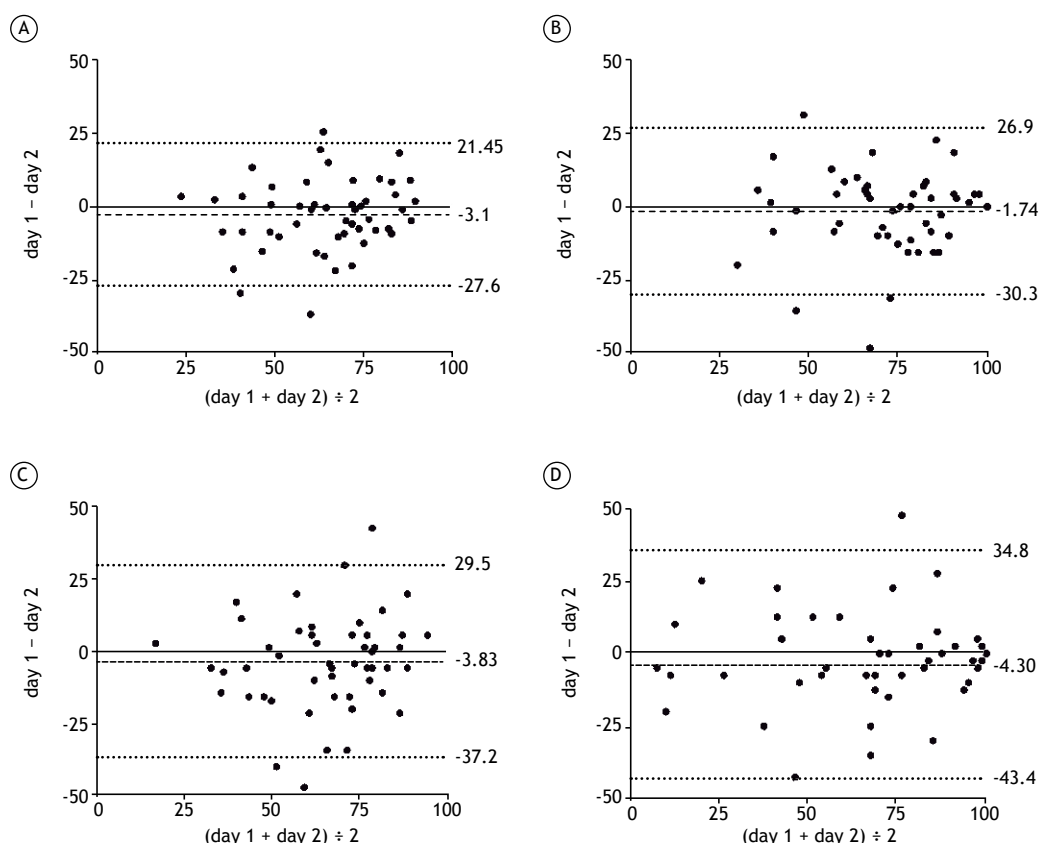 A
50
25
0
-25
-50
day 1 – day 2
21.45
-3.1
-27.6
0 25 50 75 100
(day 1 + day 2) ÷ 2
B
50
25
0
-25
-50
day 1 – day 2
26.9
-1.74
-30.3
0 25 50 75 100
(day 1 + day 2) ÷ 2
C
50
25
0
-25
-50
day 1 – day 2
29.5
-3.83
-37.2
0 25 50 75 100
(day 1 + day 2) ÷ 2
D
50
25
0
-25
-50
day 1 – day 2
34.8
-4.30
-43.4
0 25 50 75 100
(day 1 + day 2) ÷ 2